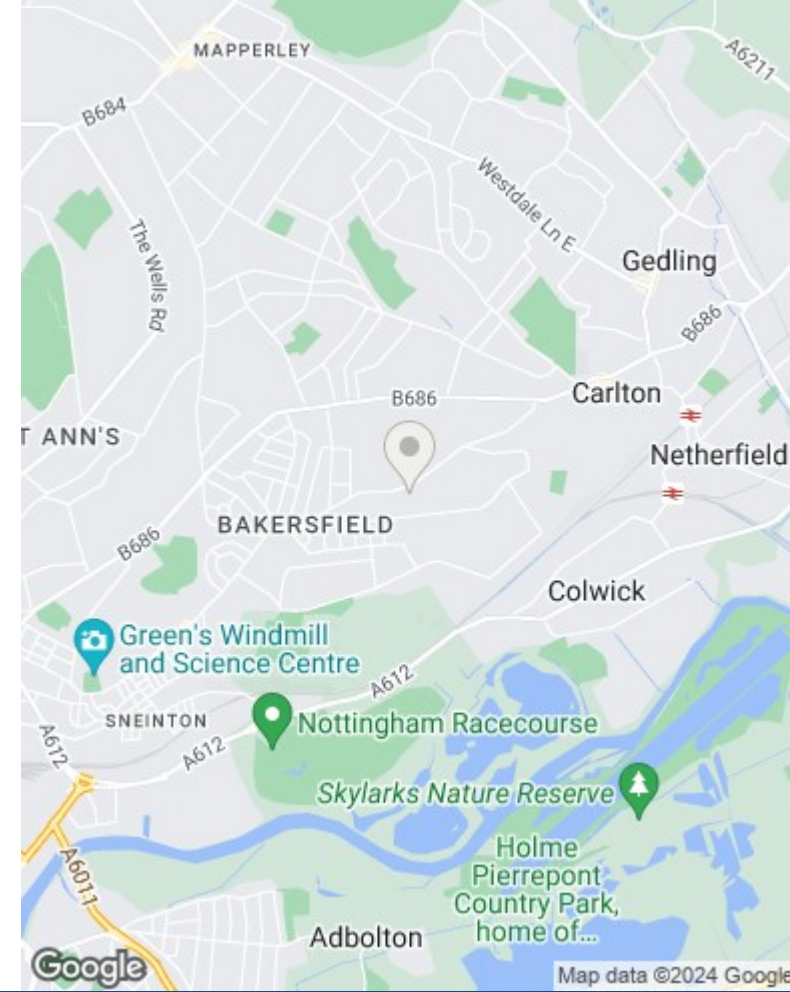 MAPPERLEY
A6211
B684
Westdale Ln E
The Wells Rd
Gedling
B686
B686
Carlton
T ANN'S
Netherfield
BAKERSFIELD
B686
Colwick
Green's Windmill
and Science Centre
A612
SNEINTON
Nottingham Racecourse
A612
A612
Skylarks Nature Reserve
Holme
Pierrepont
Country Park,
home of...
A6011
Adbolton
Google
Map data ©2024 Google